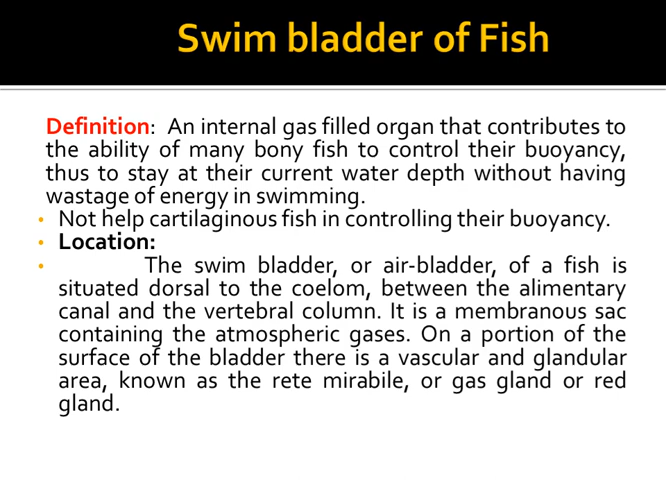 Swim bladder of Fish
Definition: An internal gas filled organ that contributes to
the ability of many bony fish to control their buoyancy,
thus to stay at their current water depth without having
wastage of energy in swimming.
• Not help cartilaginous fish in controlling their buoyancy.
• Location:
• The swim bladder, or air-bladder, of a fish is
situated dorsal to the coelom, between the alimentary
canal and the vertebral column. It is a membranous sac
containing the atmospheric gases. On a portion of the
surface of the bladder there is a vascular and glandular
area, known as the rete mirabile, or gas gland or red
gland.